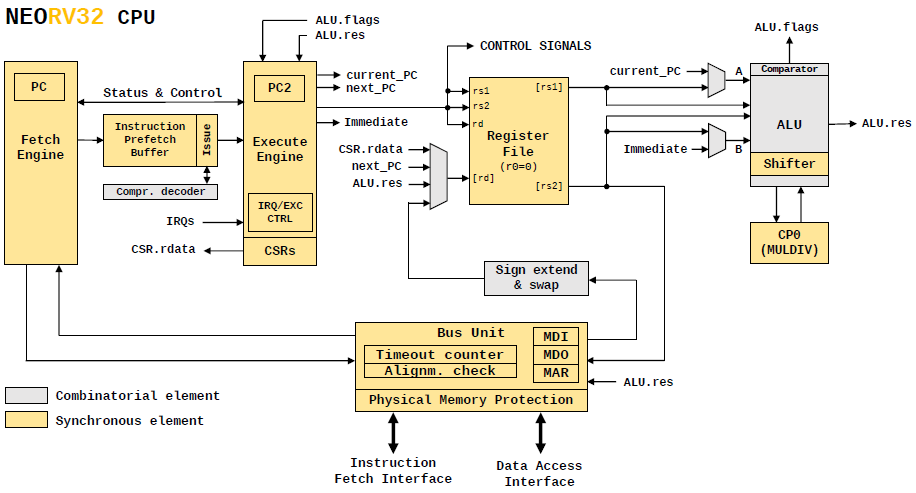 NEORV32 CPU
ALU.flags
ALU.res
ALU.flags
CONTROL SIGNALS
PC
PC2
current_PC
next_PC
current_PC
A
Comparator
Status & Control
rs1
[rs1]
rs2
rd
Immediate
Fetch
Engine
Instruction
Prefetch
Buffer
Issue
Execute
Engine
Register
File
(r0=0)
[rd]
[rs2]
ALU
ALU.res
CSR.rdata
next_PC
ALU.res
Immediate
B
Shifter
Compr. decoder
IRQs
IRQ/EXC
CTRL
CSR.rdata
CSRs
CP0
(MULDIV)
Sign extend
& swap
Bus Unit
MDI
Timeout counter
MDO
Alignm. check
MAR
ALU.res
Physical Memory Protection
Combinatorial element
Synchronous element
Instruction
Fetch Interface
Data Access
Interface